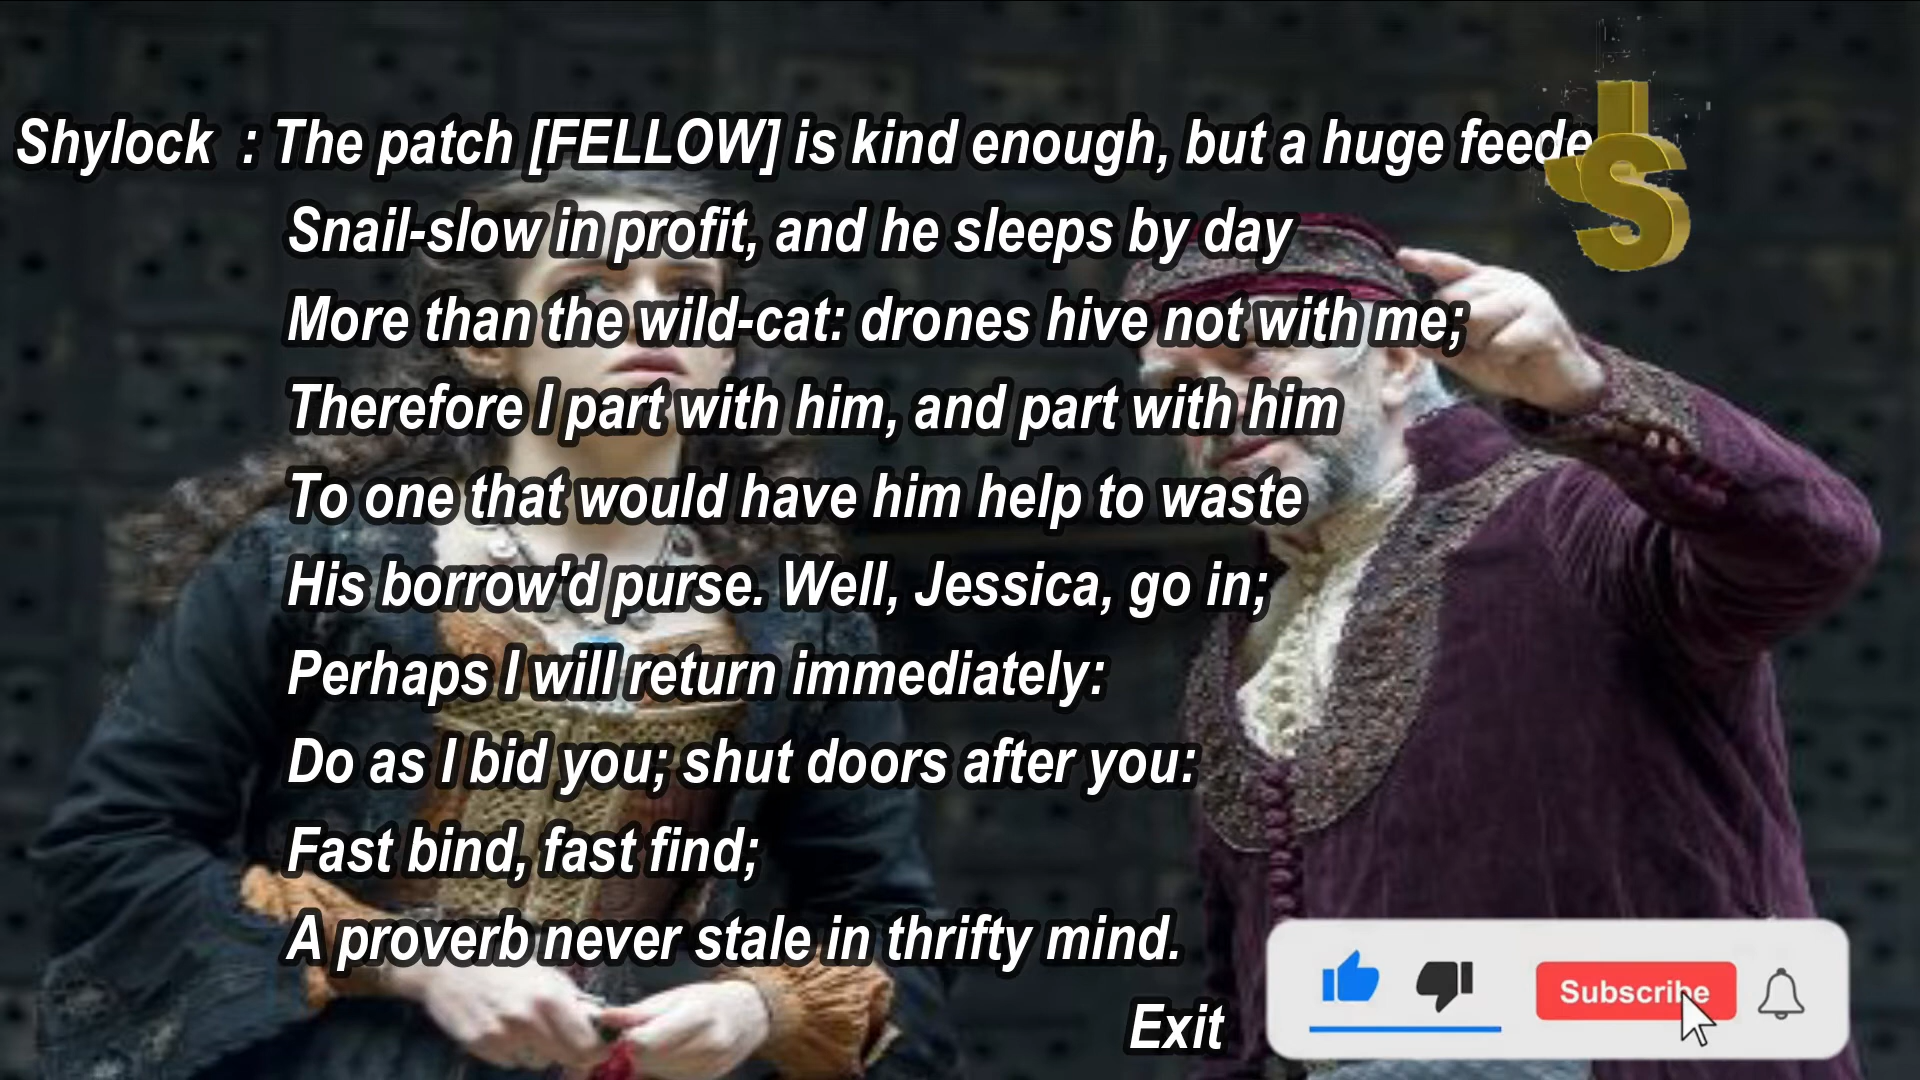 Shylock : The patch [FELLOW] is kind enough, but a huge feede
Snail-slow in profit, and he sleeps by day
More than the wild-cat: drones hive not with me;
Therefore I part with him, and part with him
To one that would have him help to waste
His borrow'd purse. Well, Jessica, go in;
Perhaps I will return immediately:
Do as I bid you; shut doors after you:
Fast bind, fast find;
A proverb never stale in thrifty mind.
Exit
Subscribe